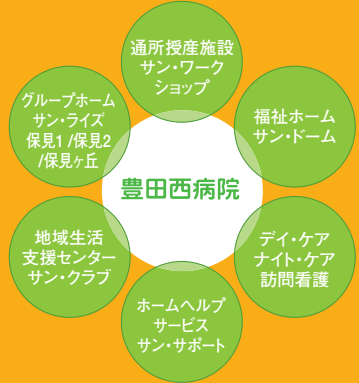 通所授産施設
サン・ワーク
ショップ
グループホーム
サン・ライズ
保見1 /保見2
/保見ヶ丘
福祉ホーム
サン・ドーム
豊田西病院
地域生活
支援センター
サン・クラブ
デイ・ケア
ナイト・ケア
訪問看護
ホームヘルプ
サービス
サン・サポート